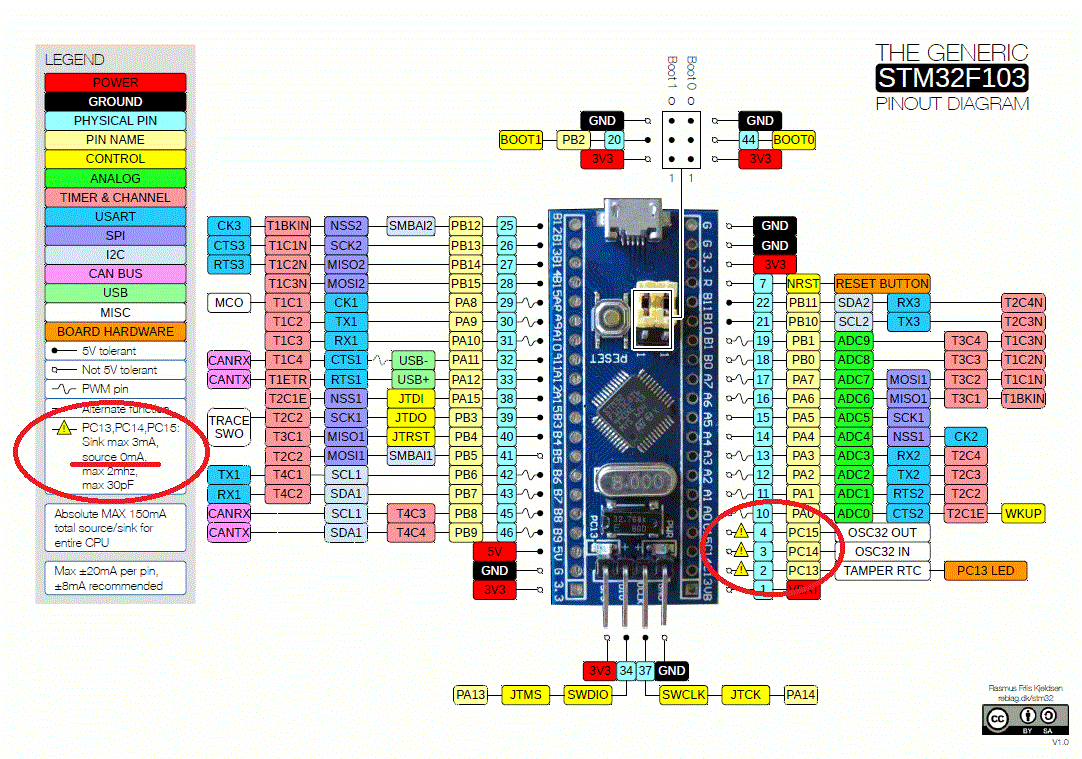 THE GENERIC
STM32F103
PINOUT DIAGRAM
LEGEND
POWER
GROUND
PHYSICAL PIN
PIN NAME
CONTROL
ANALOG
TIMER & CHANNEL
USART
SPI
I2C
CAN BUS
USB
MISC
BOARD HARDWARE
5V tolerant
Not 5V tolerant
PWM pin
Alternate function
PC13,PC14,PC15:
Sink max 3mA,
source 0mA,
max 2mhz,
max 30pF
Absolute MAX 150mA
total source/sink for
entire CPU
Max ±20mA per pin,
±8mA recommended
Boot1 Boot0
GND GND
BOOT1 PB2 20 44 BOOT0
3V3 3V3
1 1
CK3 T1BKIN NSS2 SMBAI2 PB12 25
CTS3 T1C1N SCK2 PB13 26
RTS3 T1C2N MISO2 PB14 27
T1C3N MOSI2 PB15 28
MCO T1C1 CK1 PA8 29
T1C2 TX1 PA9 30
T1C3 RX1 PA10 31
CANRX T1C4 CTS1 USB- PA11 32
CANTX T1ETR RTS1 USB+ PA12 33
T2C1E NSS1 JTDI PA15 38
TRACE
SWO
T2C2 SCK1 JTDO PB3 39
T3C1 MISO1 JTRST PB4 40
T2C2 MOSI1 SMBAI1 PB5 41
TX1 T4C1 SCL1 PB6 42
RX1 T4C2 SDA1 PB7 43
CANRX SCL1 T4C3 PB8 45
CANTX SDA1 T4C4 PB9 46
5V
GND
3V3
RESET
8.000
GND
GND
3V3
7 NRST RESET BUTTON
22 PB11 SDA2 RX3 T2C4N
21 PB10 SCL2 TX3 T2C3N
19 PB1 ADC9 T3C4 T1C3N
18 PB0 ADC8 T3C3 T1C2N
17 PA7 ADC7 MOSI1 T3C2 T1C1N
16 PA6 ADC6 MISO1 T3C1 T1BKIN
15 PA5 ADC5 SCK1
14 PA4 ADC4 NSS1 CK2
13 PA3 ADC3 RX2 T2C4
12 PA2 ADC2 TX2 T2C3
11 PA1 ADC1 RTS2 T2C2
10 PA0 ADC0 CTS2 T2C1E WKUP
4 PC15 OSC32 OUT
3 PC14 OSC32 IN
2 PC13 TAMPER RTC PC13 LED
1 VBAT
3V3 34 37 GND
PA13 JTMS SWDIO SWCLK JTCK PA14
Rasmus Friis Kjeldsen
reblag.dk/stm32
CC BY SA
V1.0